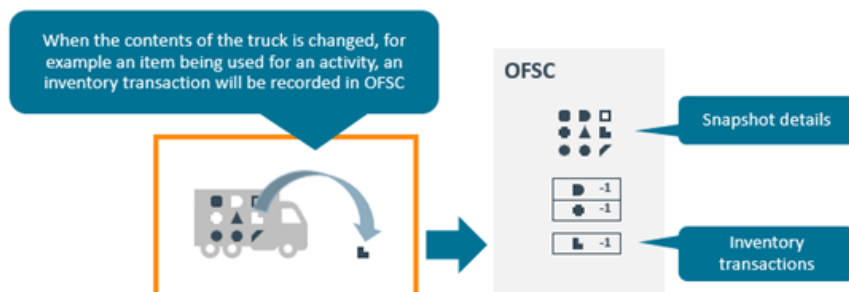 When the contents of the truck is changed, for
example an item being used for an activity, an
inventory transaction will be recorded in OFSC
OFSC
Snapshot details
-1
-1
-1
Inventory
transactions